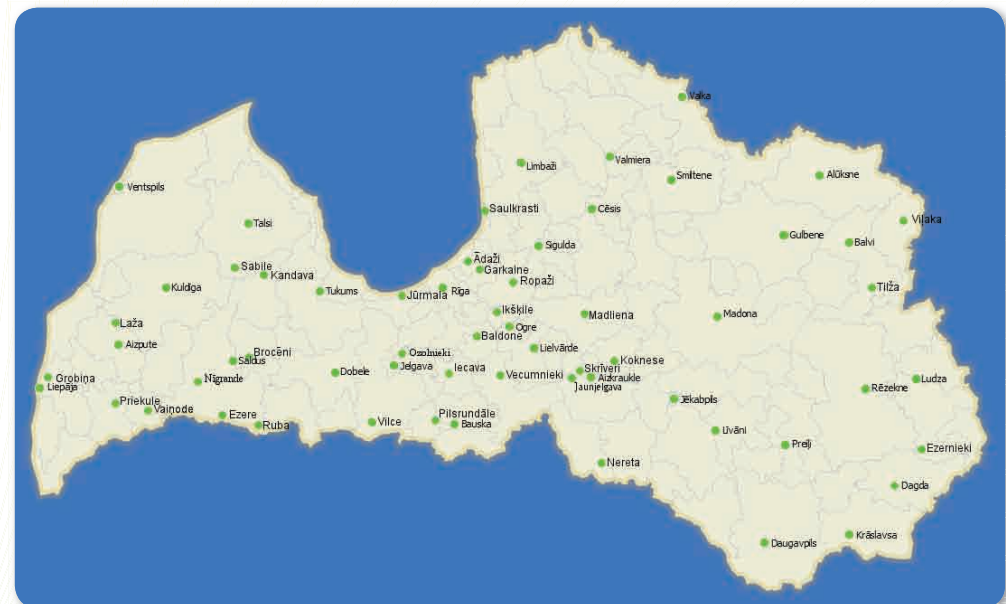 Valka
Limbaži
Valmiera
Smiltene
Alūksne
Ventspils
Saulkrasti
Cēsis
Viļaka
Talsi
Gulbene
Balvi
Sigulda
Ādaži
Garkalne
Sabile
Kandava
Ropaži
Kuldīga
Tukums
Jūrmala
Rīga
Tilža
Ikšķile
Madliena
Madona
Laža
Ogre
Baldone
Aizpute
Lielvārde
Brocēni
Saldus
Ozolnieki
Koknese
Jelgava
Iecava
Skrīveri
Grobiņa
Nīgrande
Dobele
Vecumnieki
Aizkraukle
Jaunjelgava
Ludza
Liepāja
Rēzekne
Priekule
Vaiņode
Jēkabpils
Ezere
Ruba
Vilce
Pilsrundāle
Bauska
Līvāni
Preiļi
Ezernieki
Nereta
Dagda
Daugavpils
Krāslavsa